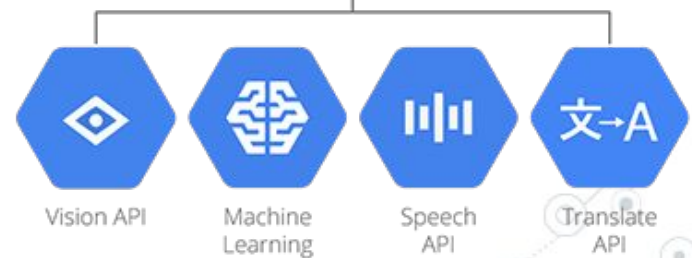 文→A
Vision API
Machine
Learning
Speech
API
Translate
API